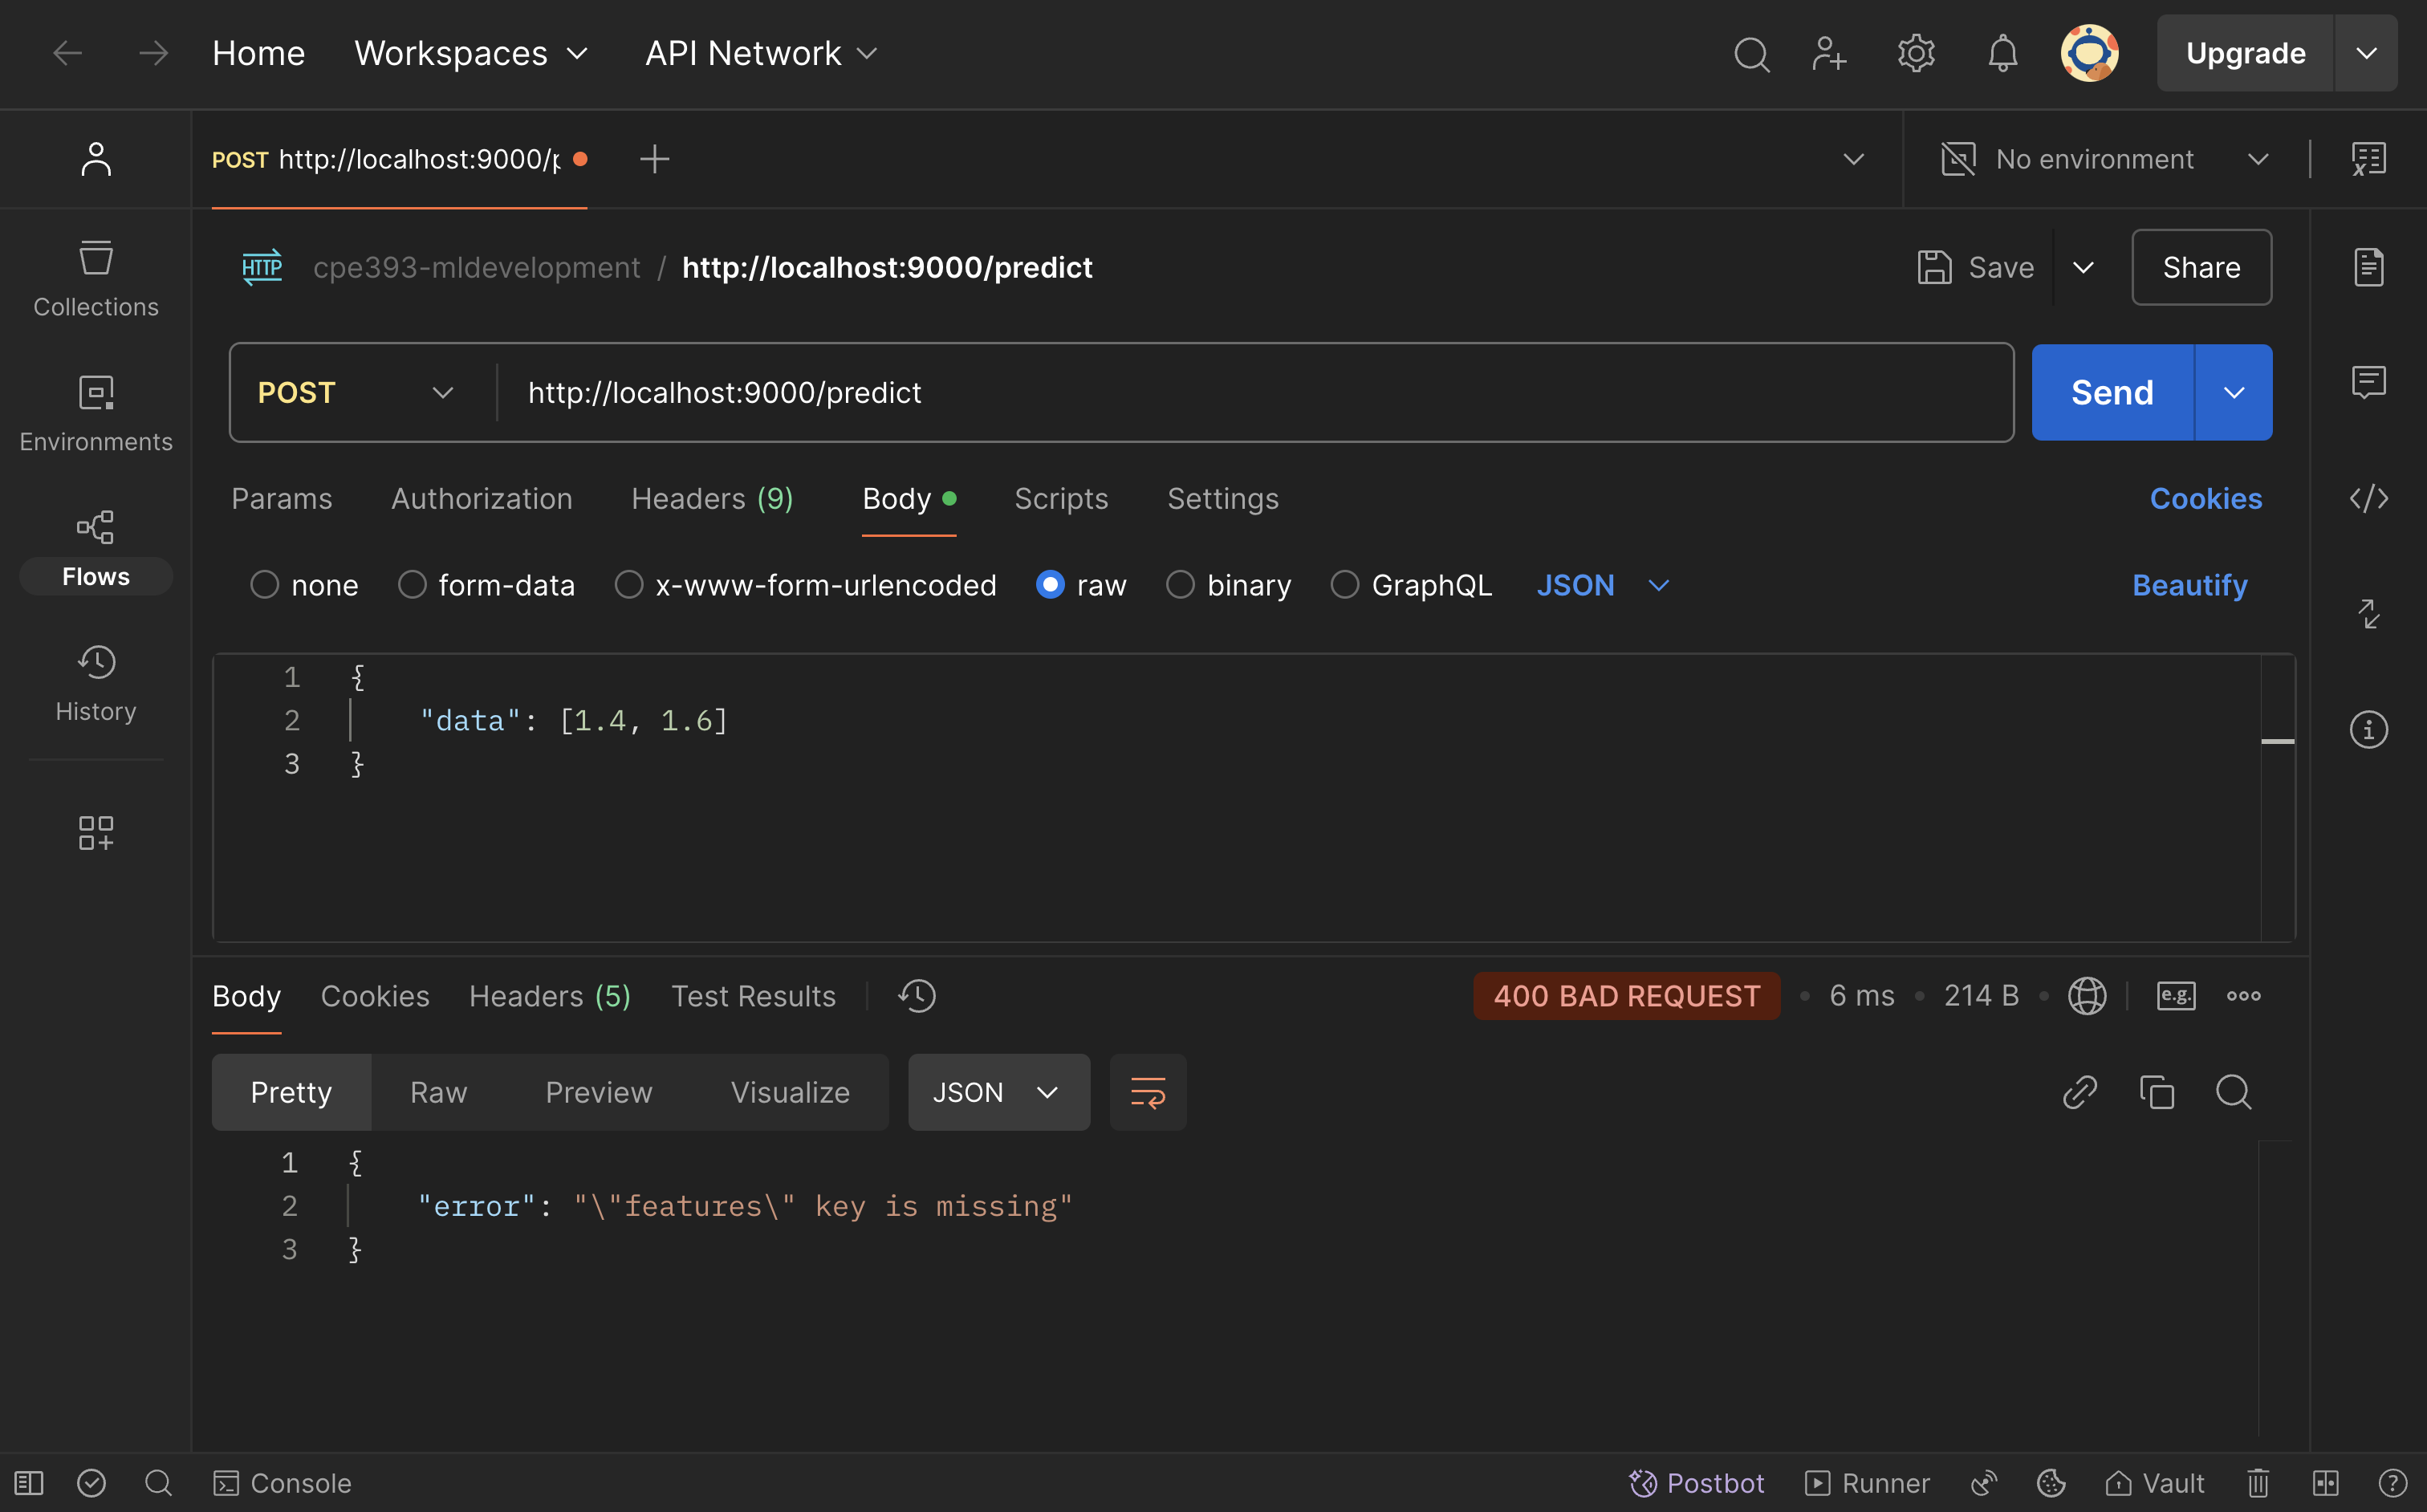 Home Workspaces API Network Upgrade
POST http://localhost:9000/p No environment
HTTP cpe393-mldevelopment / http://localhost:9000/predict Save Share
Collections
POST http://localhost:9000/predict Send
Environments
Params Authorization Headers (9) Body Scripts Settings Cookies
Flows
none form-data x-www-form-urlencoded raw binary GraphQL JSON Beautify
History
1 {
2 "data": [1.4, 1.6]
3 }
Body Cookies Headers (5) Test Results 400 BAD REQUEST • 6 ms • 214 B • e.g.
Pretty Raw Preview Visualize JSON
1 {
2 "error": "\"features\" key is missing"
3 }
Console Postbot Runner Vault